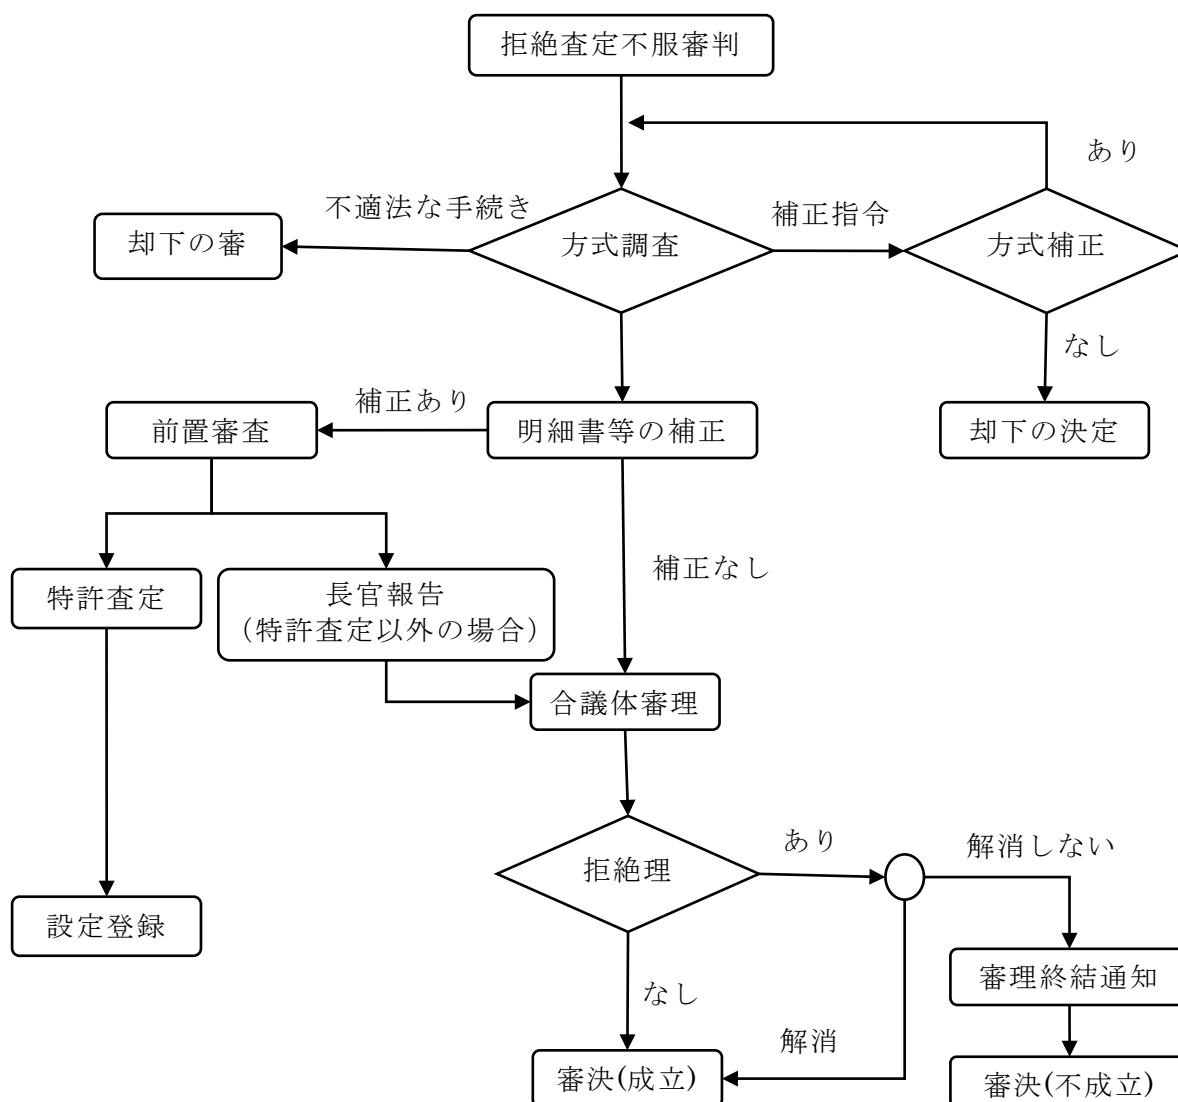 拒絶査定不服審判
あり
不適法な手続き
補正指令
却下の審
方式調査
方式補正
なし
補正あり
前置審査
明細書等の補正
却下の決定
補正なし
特許査定
長官報告
（特許査定以外の場合）
合議体審理
あり
解消しない
拒絶理
設定登録
審理終結通知
なし
解消
審決(成立)
審決(不成立)